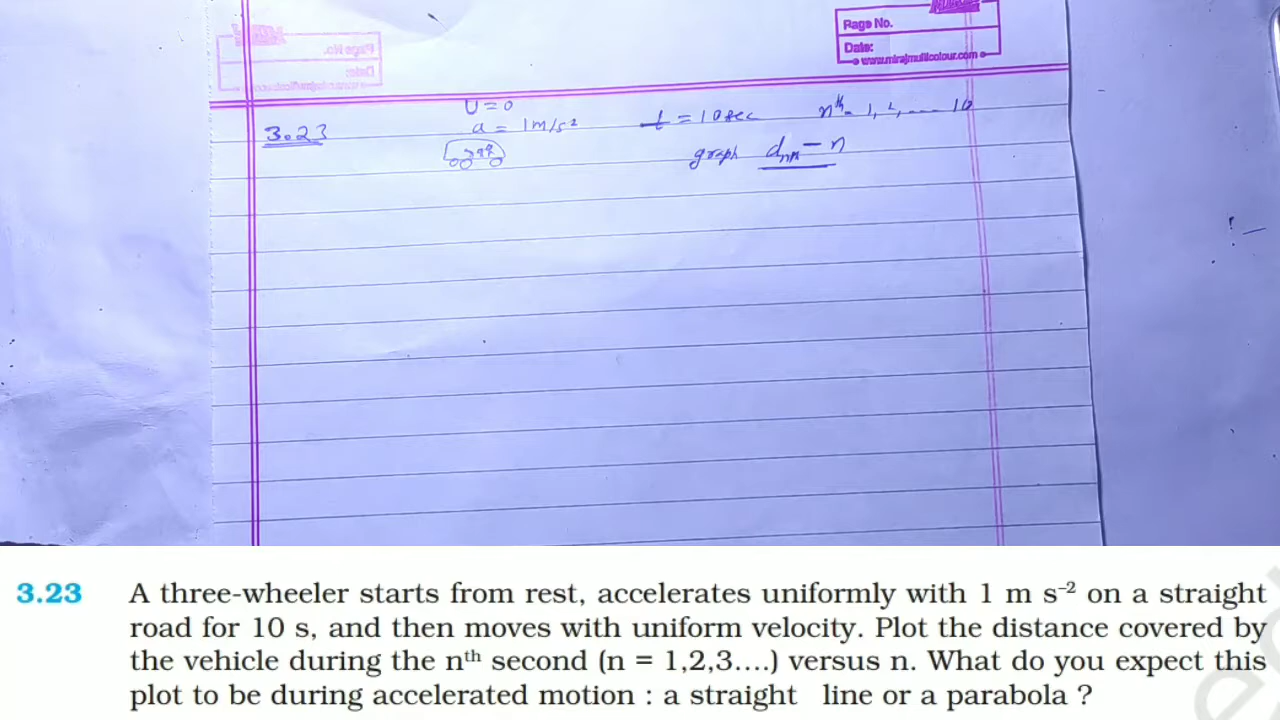 Page No.
Date:
www.mirajmulticolour.com
3.23
U = 0
a = 1m/s²
t = 10 sec
nth = 1, 2, ---- 10
graph dnth - n
3.23 A three-wheeler starts from rest, accelerates uniformly with 1 m s⁻² on a straight
road for 10 s, and then moves with uniform velocity. Plot the distance covered by
the vehicle during the nᵗʰ second (n = 1,2,3....) versus n. What do you expect this
plot to be during accelerated motion : a straight line or a parabola ?